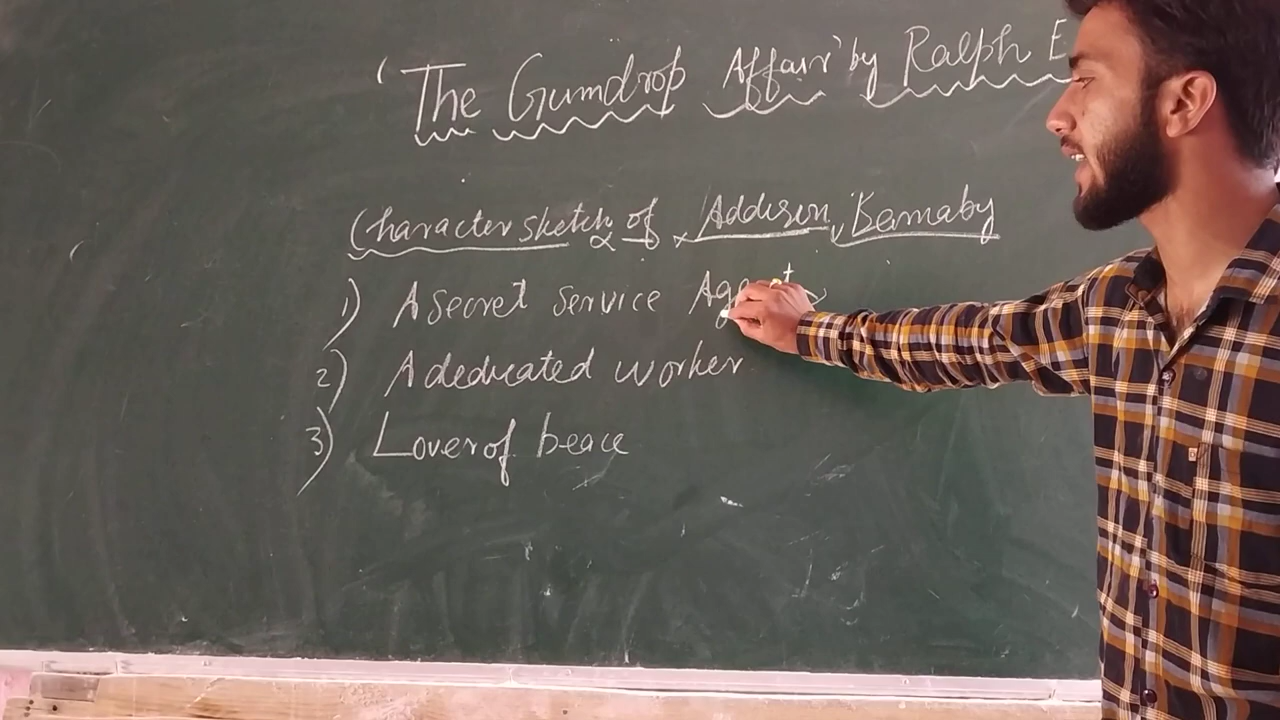 'The Gumdrop Affair' by Ralph E
Character sketch of Addison, Bernaby
1) A Secret Service Agent
2) A dedicated worker
3) Lover of peace